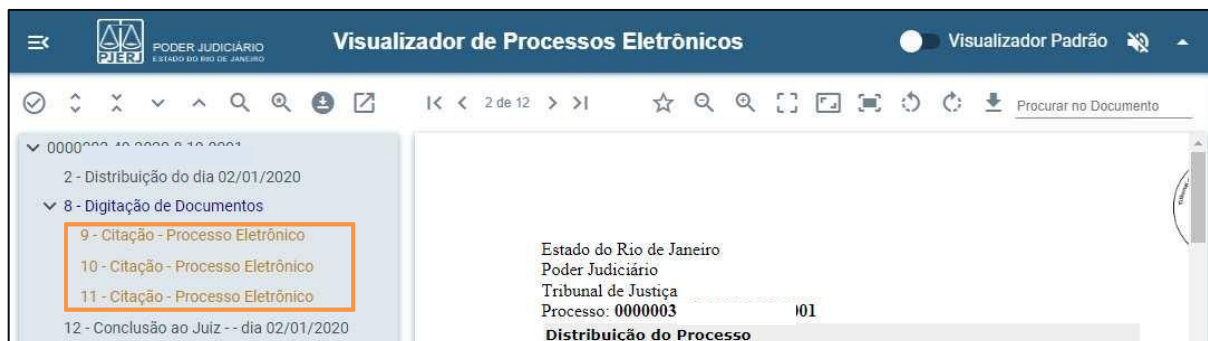 PJERJ
PODER JUDICIÁRIO
ESTADO DO RIO DE JANEIRO
Visualizador de Processos Eletrônicos
Visualizador Padrão
2 de 12
Procurar no Documento
2 - Distribuição do dia 02/01/2020
8 - Digitação de Documentos
9 - Citação - Processo Eletrônico
10 - Citação - Processo Eletrônico
11 - Citação - Processo Eletrônico
12 - Conclusão ao Juiz - - dia 02/01/2020
Estado do Rio de Janeiro
Poder Judiciário
Tribunal de Justiça
Processo: 0000003 001
Distribuição do Processo